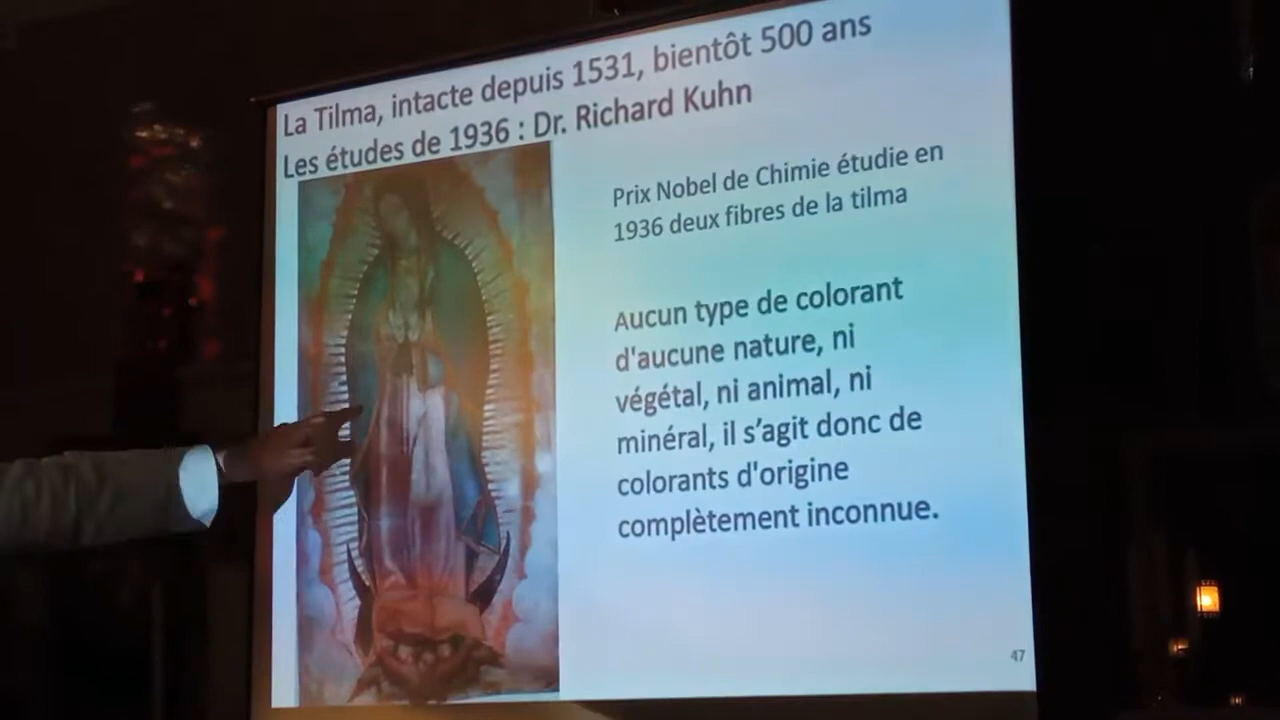 La Tilma, intacte depuis 1531, bientôt 500 ans
Les études de 1936 : Dr. Richard Kuhn
Prix Nobel de Chimie étudie en
1936 deux fibres de la tilma
Aucun type de colorant
d'aucune nature, ni
végétal, ni animal, ni
minéral, il s’agit donc de
colorants d'origine
complètement inconnue.
47